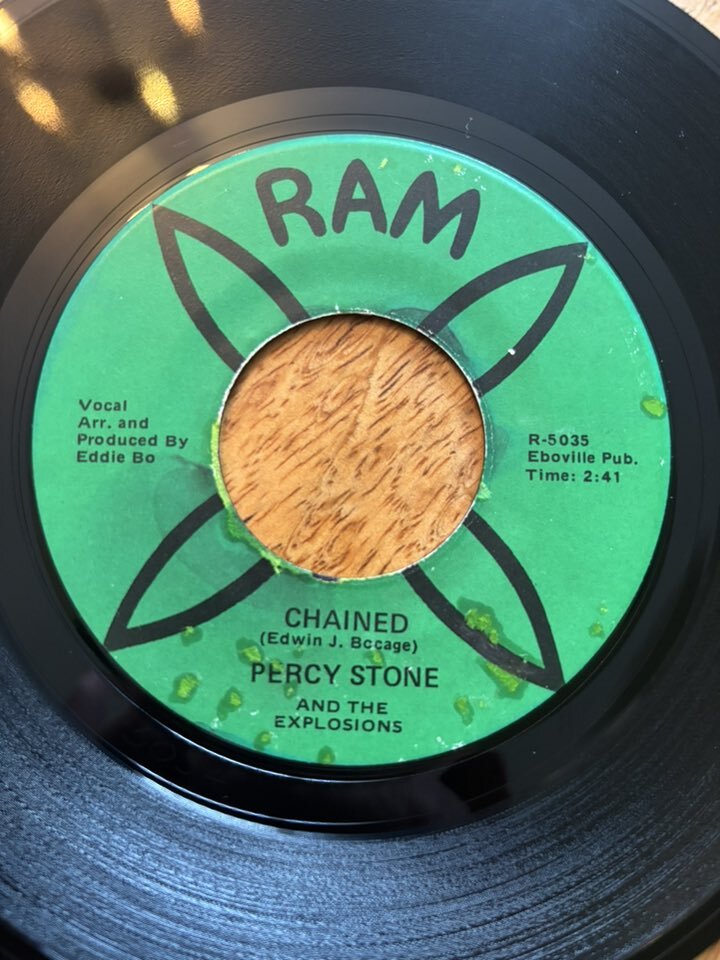 RAM
Vocal
Arr. and
Produced By
Eddie Bo
R-5035
Eboville Pub.
Time: 2:41
CHAINED
(Edwin J. Bccage)
PERCY STONE
AND THE
EXPLOSIONS